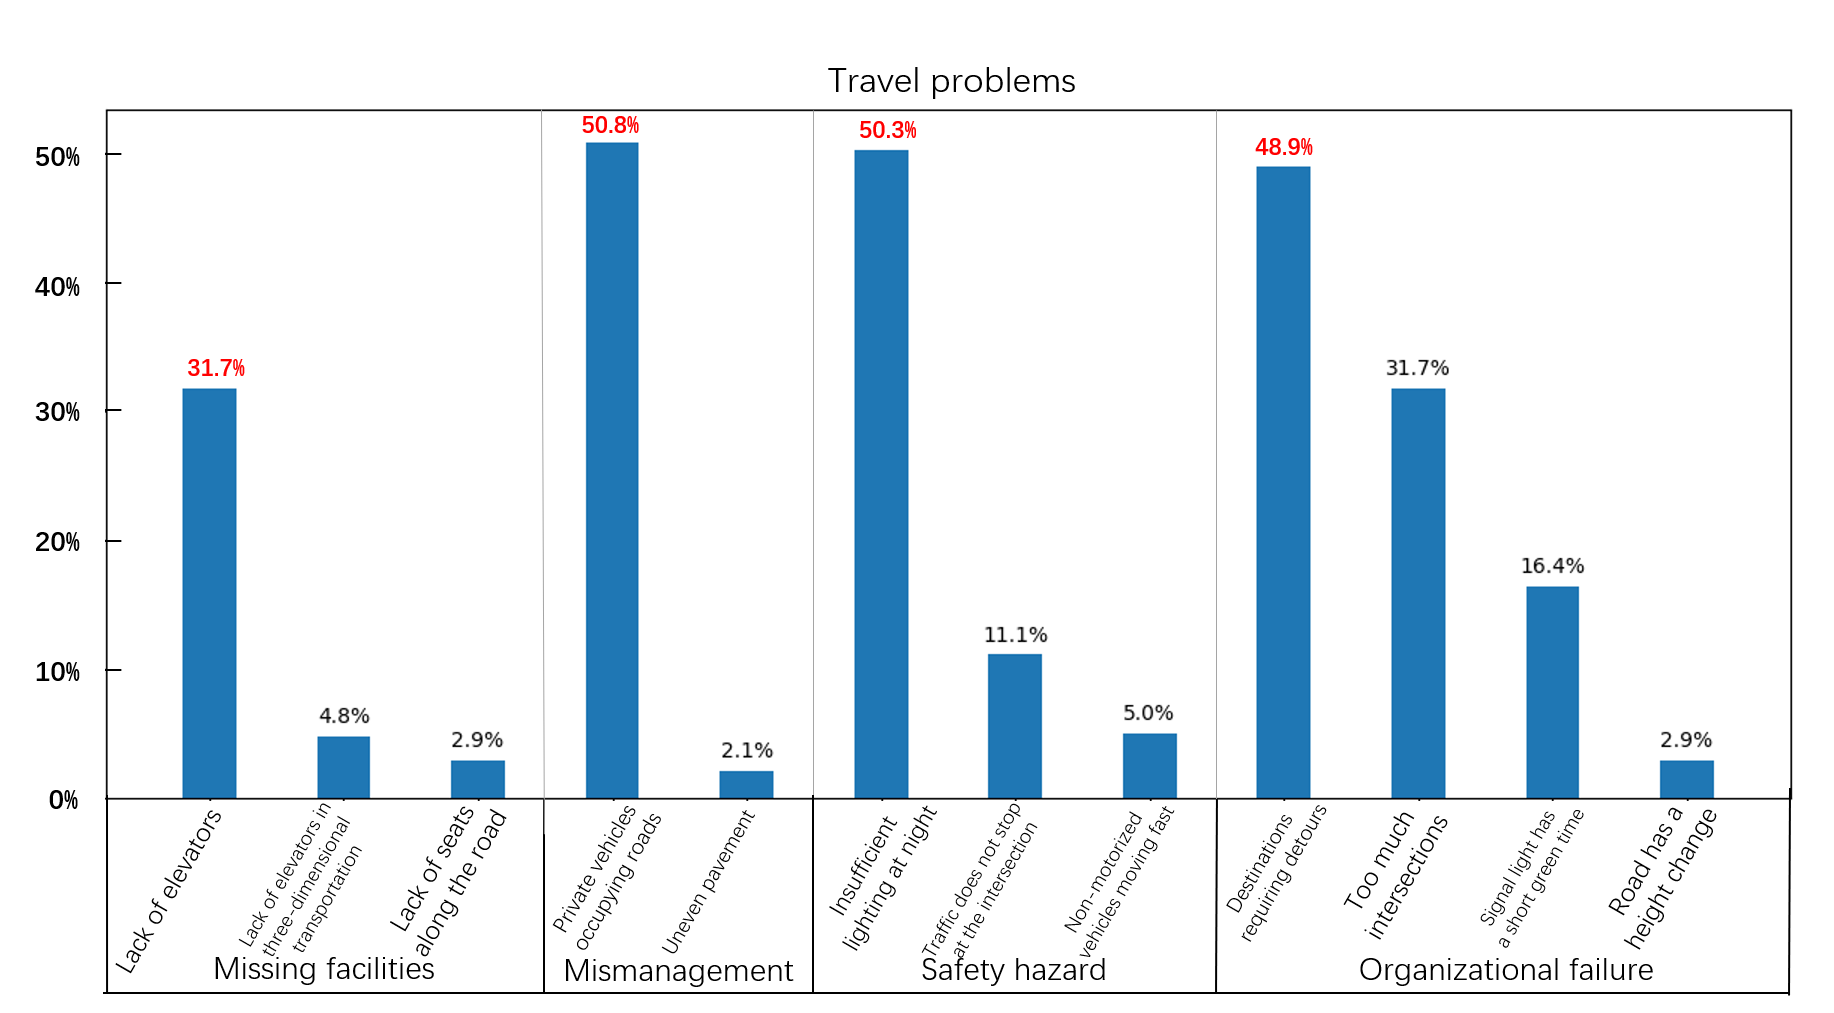 Travel problems
50%
40%
30%
20%
10%
0%
31.7%
4.8%
2.9%
50.8%
2.1%
50.3%
11.1%
5.0%
48.9%
31.7%
16.4%
2.9%
Lack of elevators
Lack of elevators in
three-dimensional
transportation
Lack of seats
along the road
Private vehicles
occupying roads
Uneven pavement
Insufficient
lighting at night
Traffic does not stop
at the intersection
Non-motorized
vehicles moving fast
Destinations
requiring detours
Too much
intersections
Signal light has
a short green time
Road has a
height change
Missing facilities
Mismanagement
Safety hazard
Organizational failure